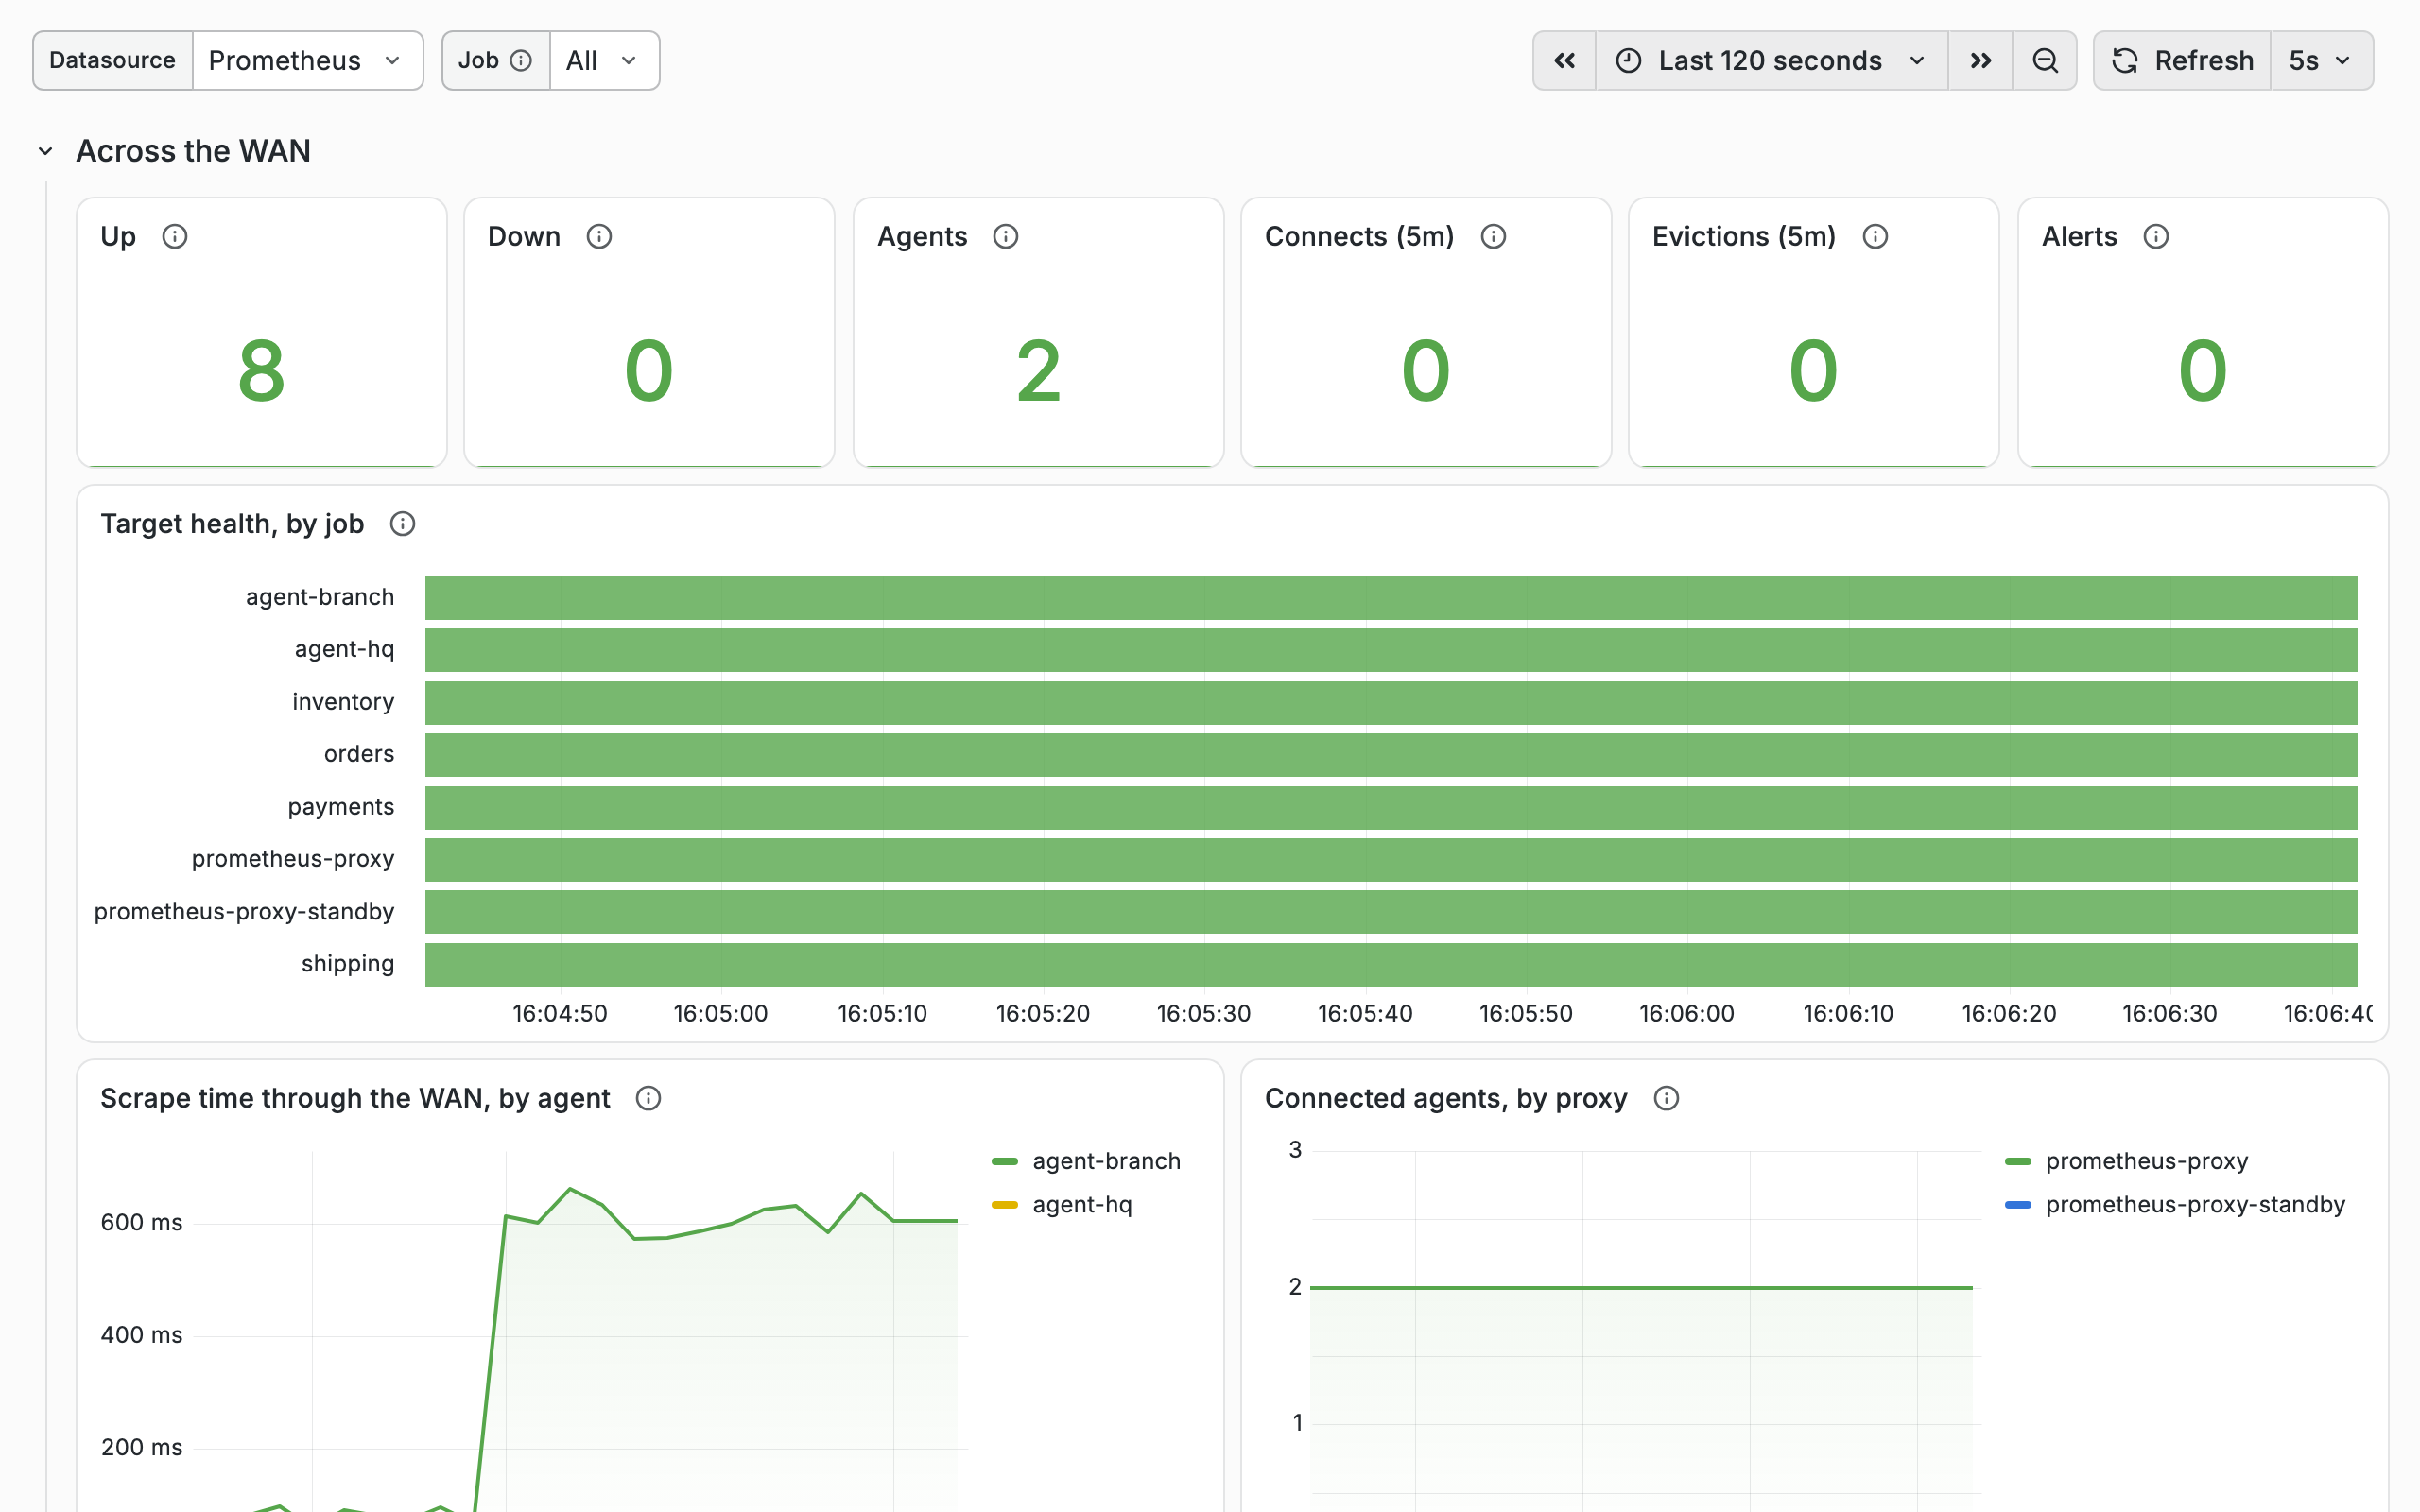 Datasource Prometheus Job All Last 120 seconds Refresh 5s
Across the WAN
Up Down Agents Connects (5m) Evictions (5m) Alerts
8 0 2 0 0 0
Target health, by job
agent-branch
agent-hq
inventory
orders
payments
prometheus-proxy
prometheus-proxy-standby
shipping
16:04:50 16:05:00 16:05:10 16:05:20 16:05:30 16:05:40 16:05:50 16:06:00 16:06:10 16:06:20 16:06:30 16:06:40
Scrape time through the WAN, by agent
600 ms
400 ms
200 ms
agent-branch
agent-hq
Connected agents, by proxy
3
2
1
prometheus-proxy
prometheus-proxy-standby